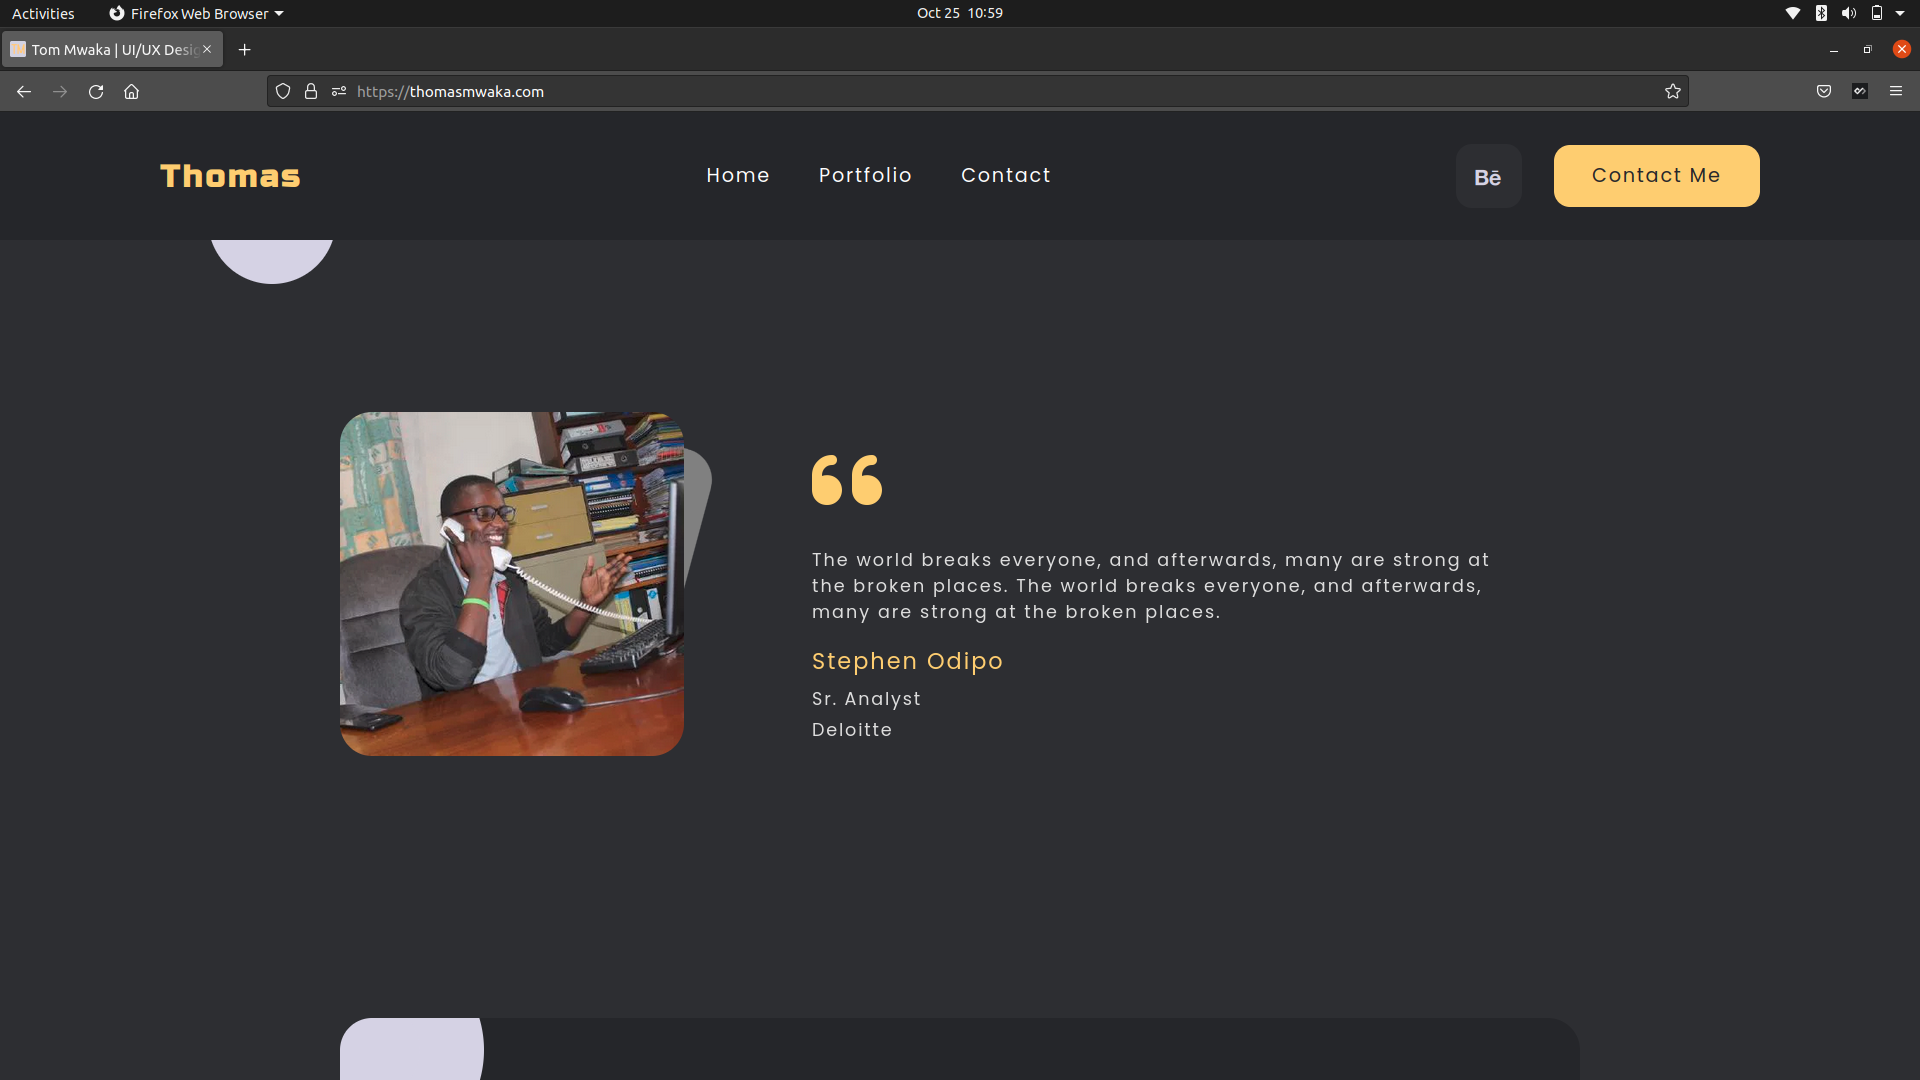 Activities
Firefox Web Browser
Oct 25 10:59
Tom Mwaka | UI/UX Desig
https://thomasmwaka.com
Thomas
Home
Portfolio
Contact
Bē
Contact Me
“
The world breaks everyone, and afterwards, many are strong at
the broken places. The world breaks everyone, and afterwards,
many are strong at the broken places.
Stephen Odipo
Sr. Analyst
Deloitte